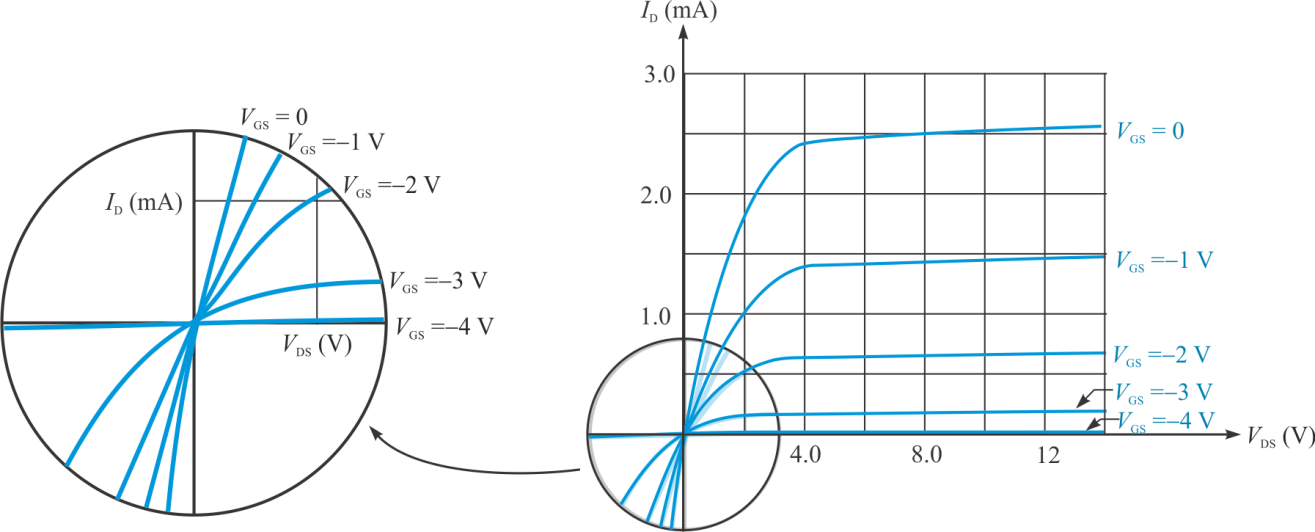 V_GS = 0
V_GS =−1 V
V_GS =−2 V
I_D (mA)
V_GS =−3 V
V_GS =−4 V
V_DS (V)
I_D (mA)
3.0
V_GS = 0
2.0
V_GS =−1 V
1.0
V_GS =−2 V
V_GS =−3 V
V_GS =−4 V
V_DS (V)
4.0 8.0 12